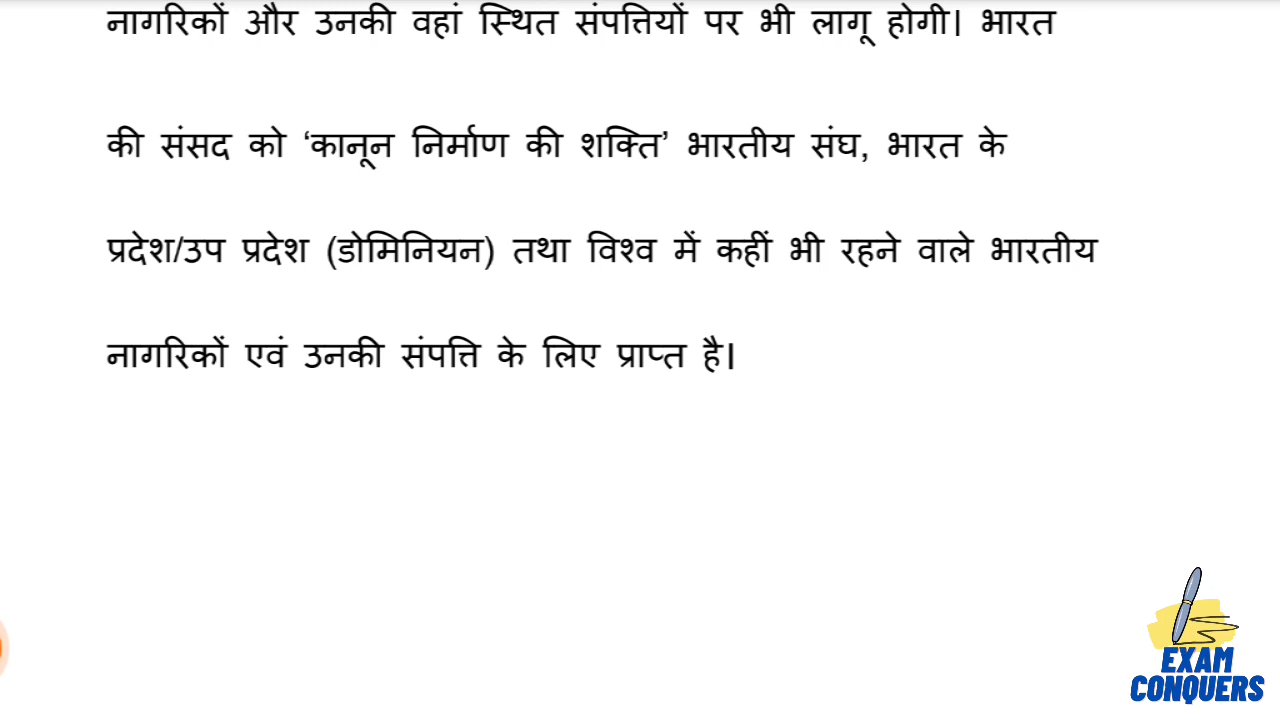 नागरिकों और उनकी वहां स्थित संपत्तियों पर भी लागू होगी। भारत
की संसद को ‘कानून निर्माण की शक्ति’ भारतीय संघ, भारत के
प्रदेश/उप प्रदेश (डोमिनियन) तथा विश्व में कहीं भी रहने वाले भारतीय
नागरिकों एवं उनकी संपत्ति के लिए प्राप्त है।
EXAM
CONQUERS